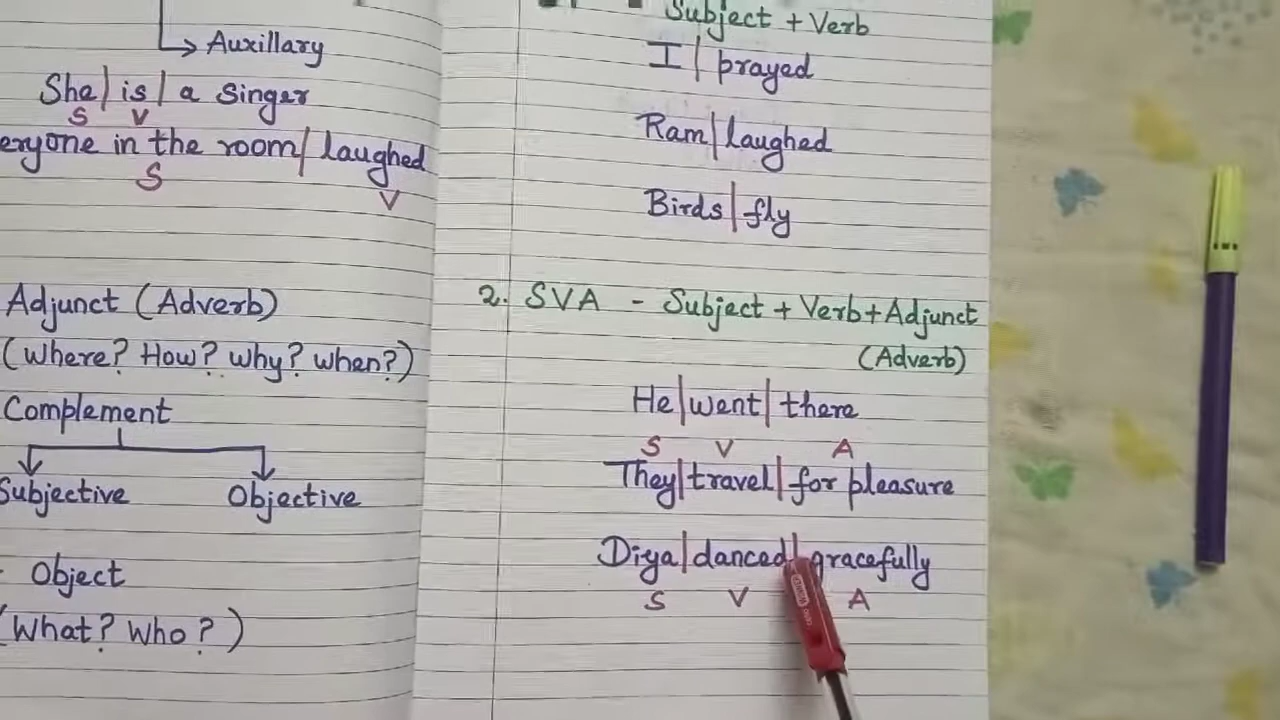 Auxillary
She| is| a singer
S V
eryone in the room| laughed
S
V
Adjunct (Adverb)
(Where? How? Why? when?)
Complement
Subjective Objective
Object
(What? Who?)
Subject + Verb
I| prayed
Ram| laughed
Birds| fly
2. SVA - Subject + Verb + Adjunct
(Adverb)
He| went| there
S V A
They| travel| for pleasure
Diya| danced| gracefully
S V A